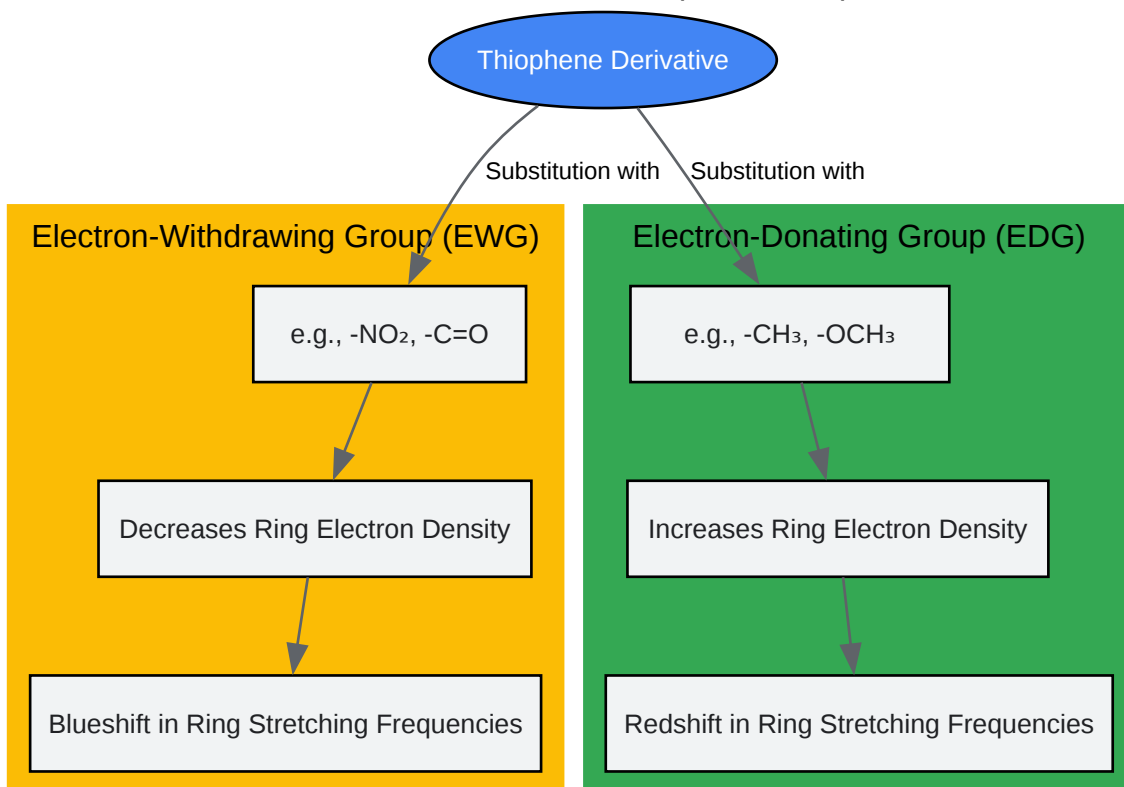 Thiophene Derivative
Substitution with
Substitution with
Electron-Withdrawing Group (EWG)
Electron-Donating Group (EDG)
e.g., -NO₂, -C=O
e.g., -CH₃, -OCH₃
Decreases Ring Electron Density
Increases Ring Electron Density
Blueshift in Ring Stretching Frequencies
Redshift in Ring Stretching Frequencies